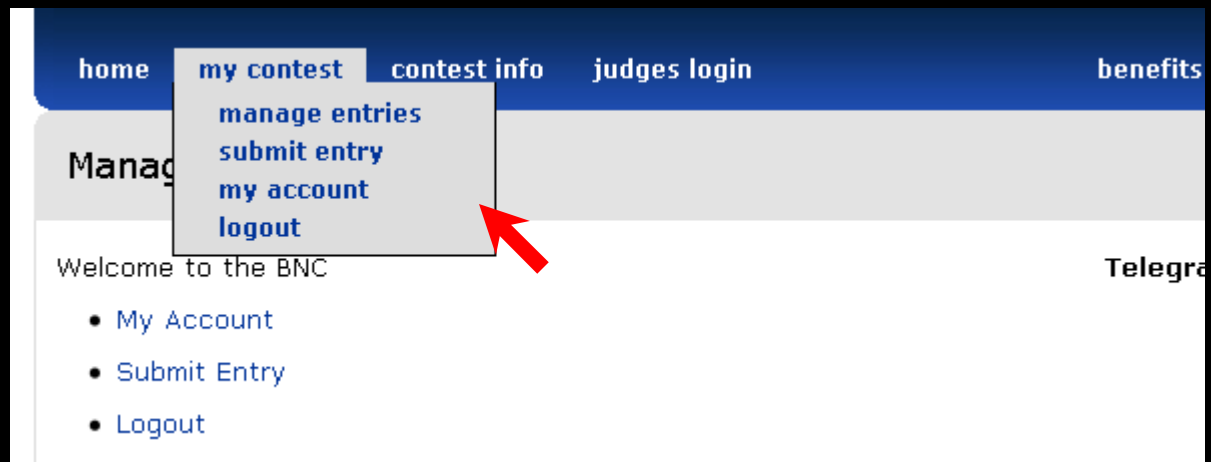 home my contest contest info judges login benefits
manage entries
submit entry
my account
logout
Welcome to the BNC
• My Account
• Submit Entry
• Logout